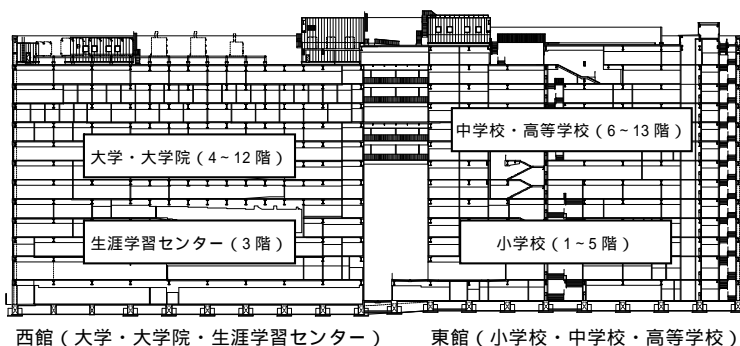 大学・大学院（4～12階）
中学校・高等学校（6～13階）
生涯学習センター（3階）
小学校（1～5階）
西館（大学・大学院・生涯学習センター）
東館（小学校・中学校・高等学校）